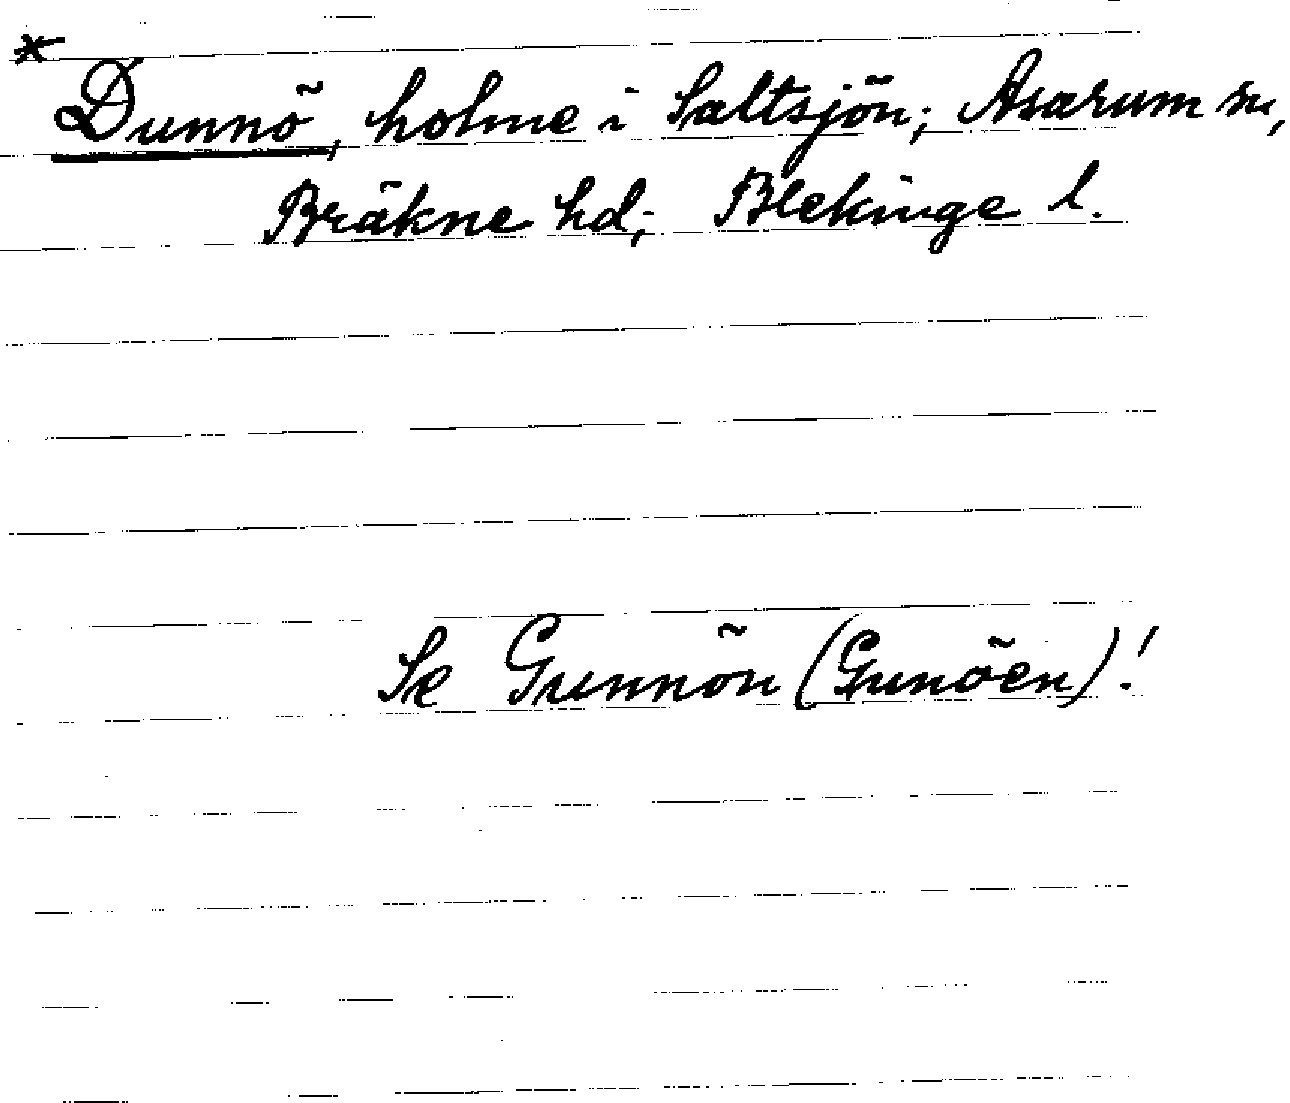 * Dunnö, holme i Saltsjön; Asarum sn,
Bräkne hd; Blekinge l.
Se Gunnön (Gunöen)!